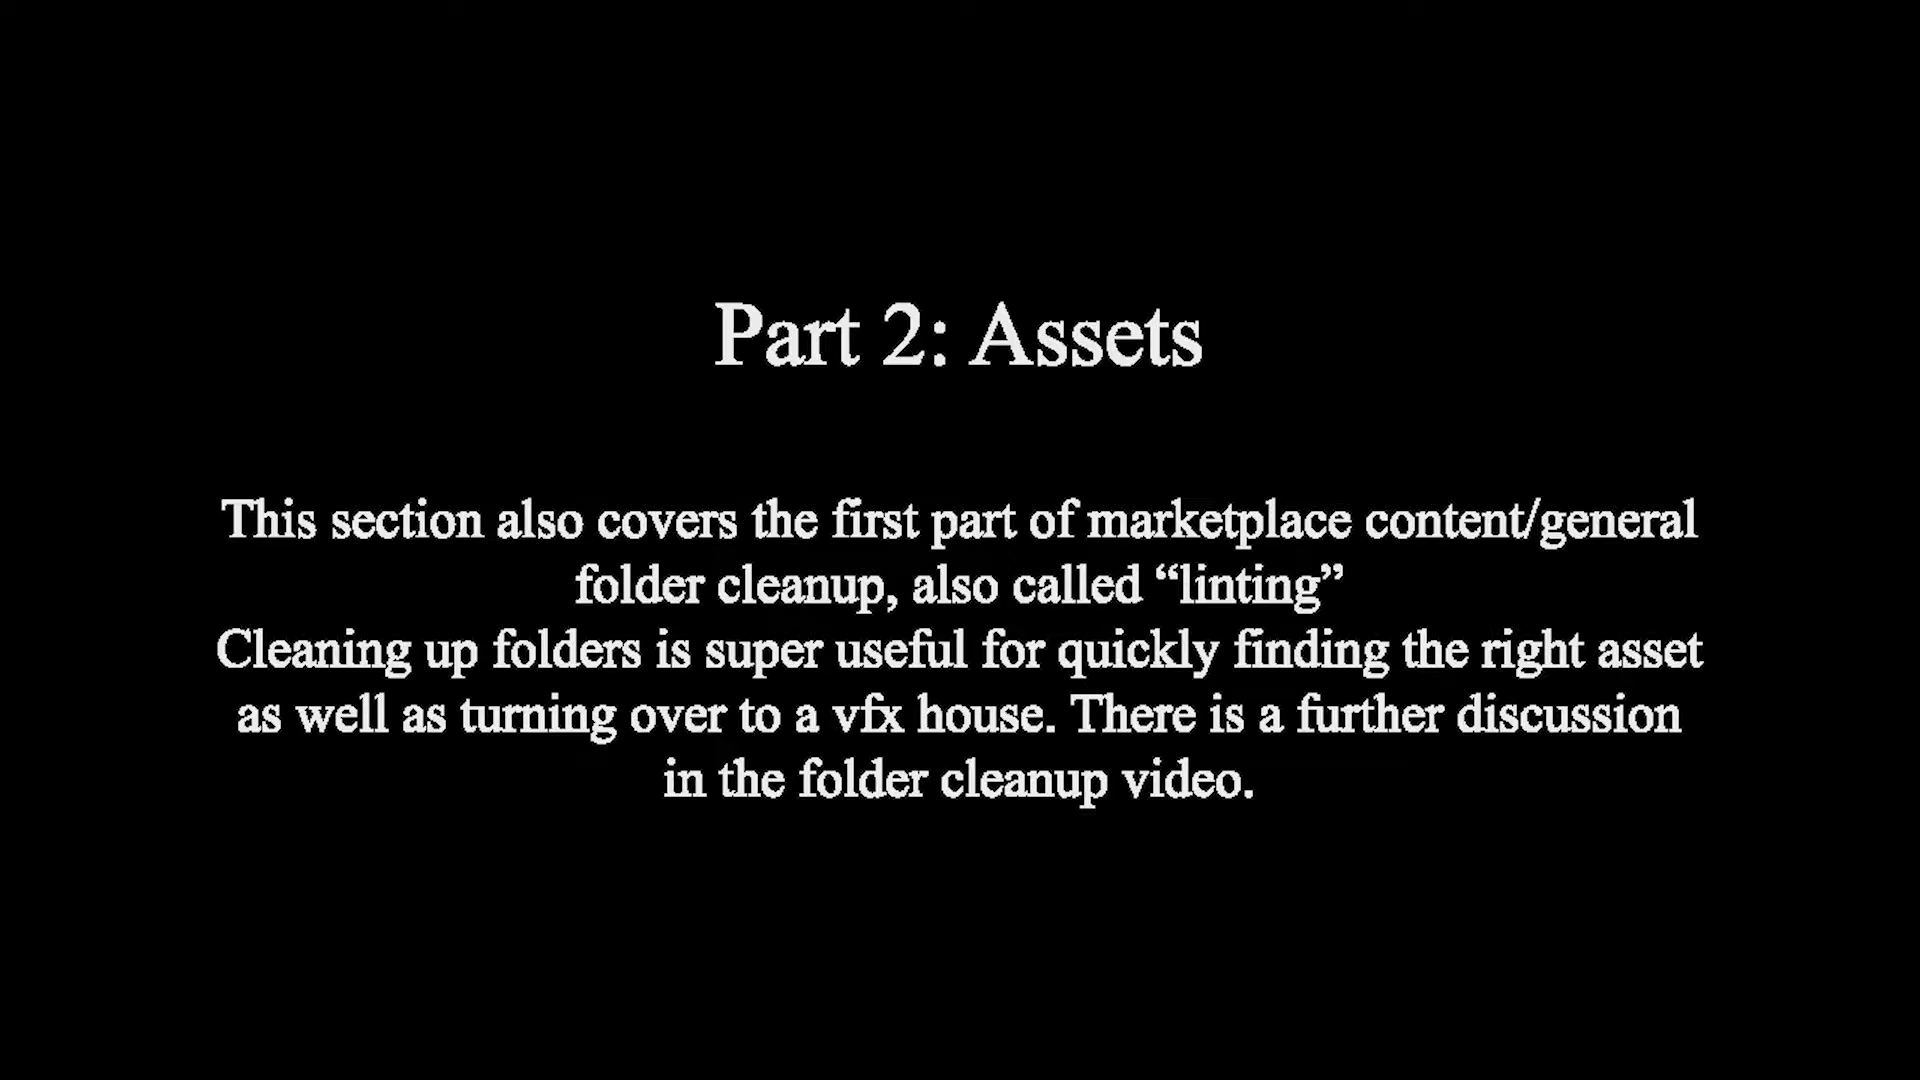 Part 2: Assets
This section also covers the first part of marketplace content/general
folder cleanup, also called “linting”
Cleaning up folders is super useful for quickly finding the right asset
as well as turning over to a vfx house. There is a further discussion
in the folder cleanup video.